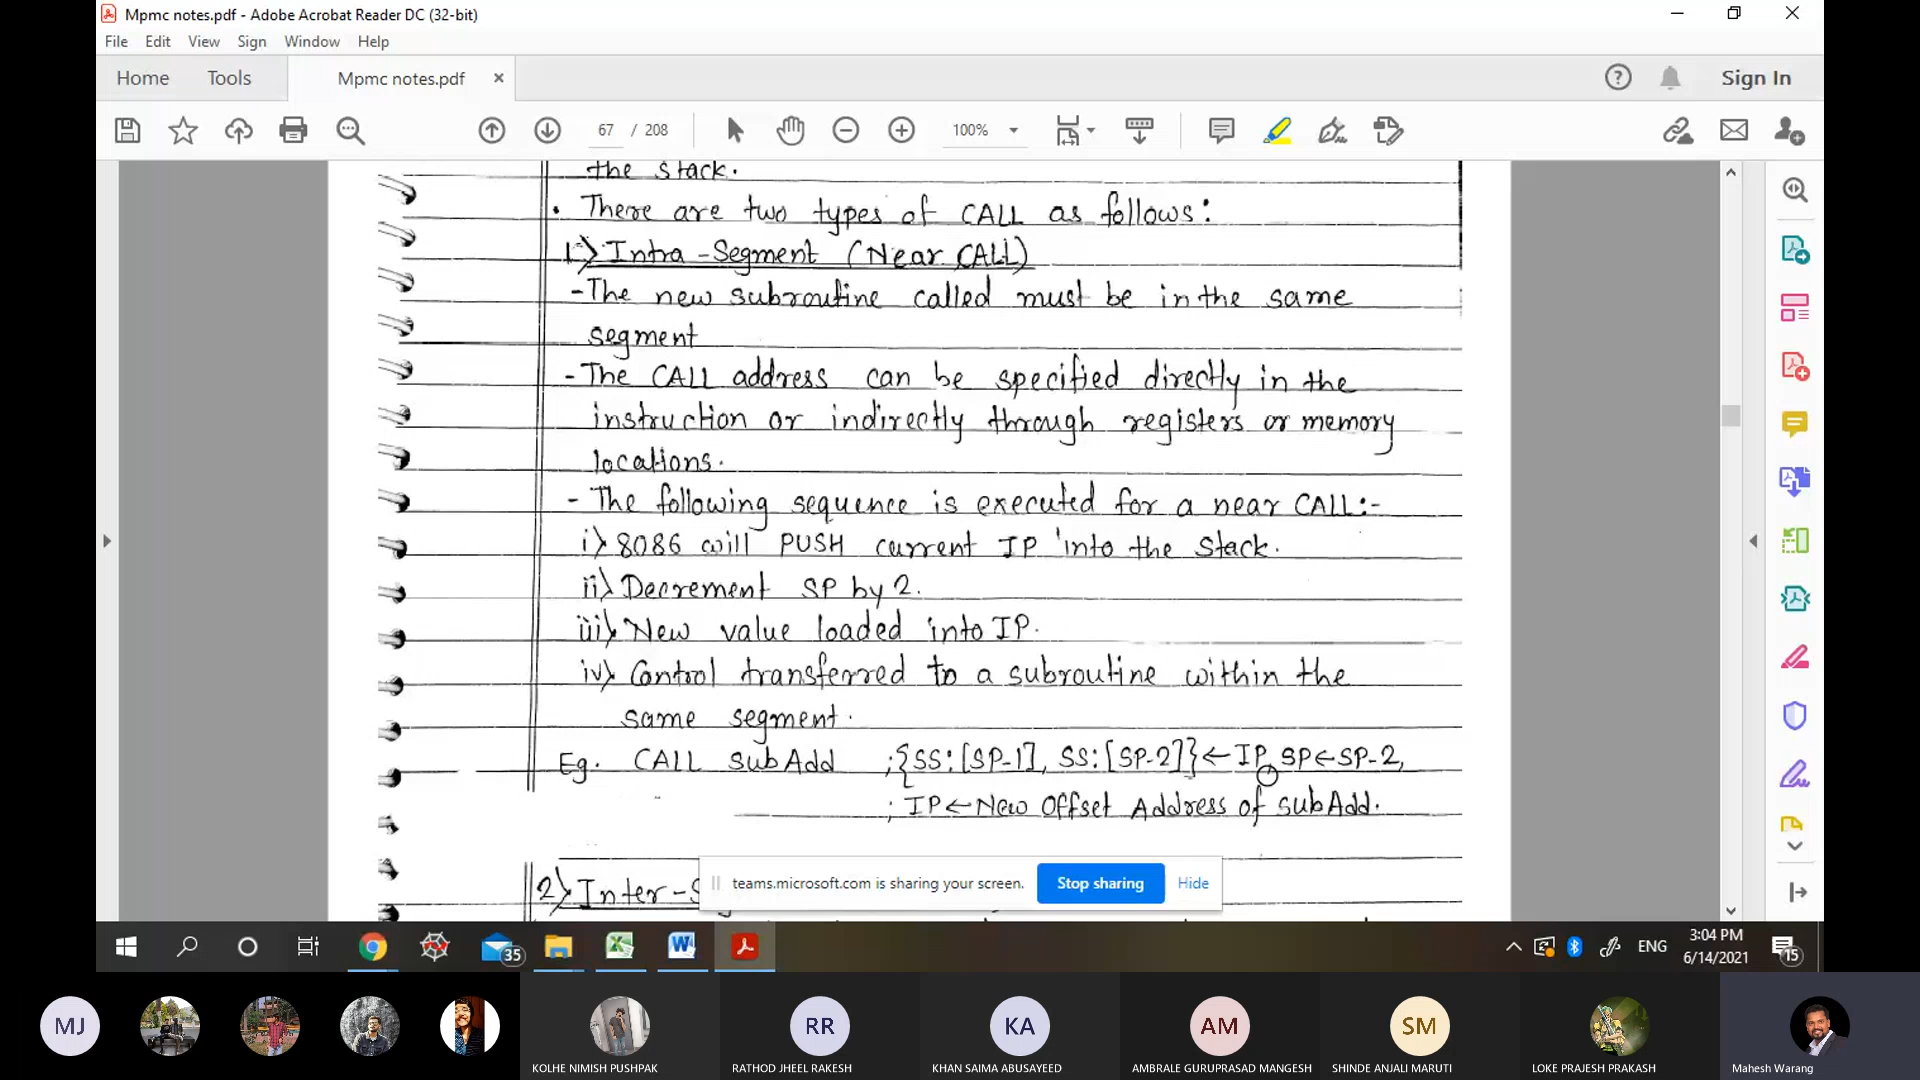 Mpmc notes.pdf - Adobe Acrobat Reader DC (32-bit)
File Edit View Sign Window Help
Home Tools Mpmc notes.pdf Sign In
67 / 208 100%
the stack.
• There are two types of CALL as follows:
1) Intra-Segment (Near CALL)
- The new subroutine called must be in the same
segment
- The CALL address can be specified directly in the
instruction or indirectly through registers or memory
locations.
- The following sequence is executed for a near CALL:-
i) 8086 will PUSH current IP into the stack.
ii) Decrement SP by 2.
iii) New value loaded into IP.
iv) Control transferred to a subroutine within the
same segment.
Eg. CALL subAdd ;{SS:[SP-1], SS:[SP-2]}←IP, SP←SP-2,
; IP←New Offset Address of subAdd.
2) Inter-S
teams.microsoft.com is sharing your screen. Stop sharing Hide
35
ENG
3:04 PM
6/14/2021
15
MJ RR KA AM SM
KOLHE NIMISH PUSHPAK RATHOD JHEEL RAKESH KHAN SAIMA ABUSAYEED AMBRALE GURUPRASAD MANGESH SHINDE ANJALI MARUTI LOKE PRAJESH PRAKASH Mahesh Warang